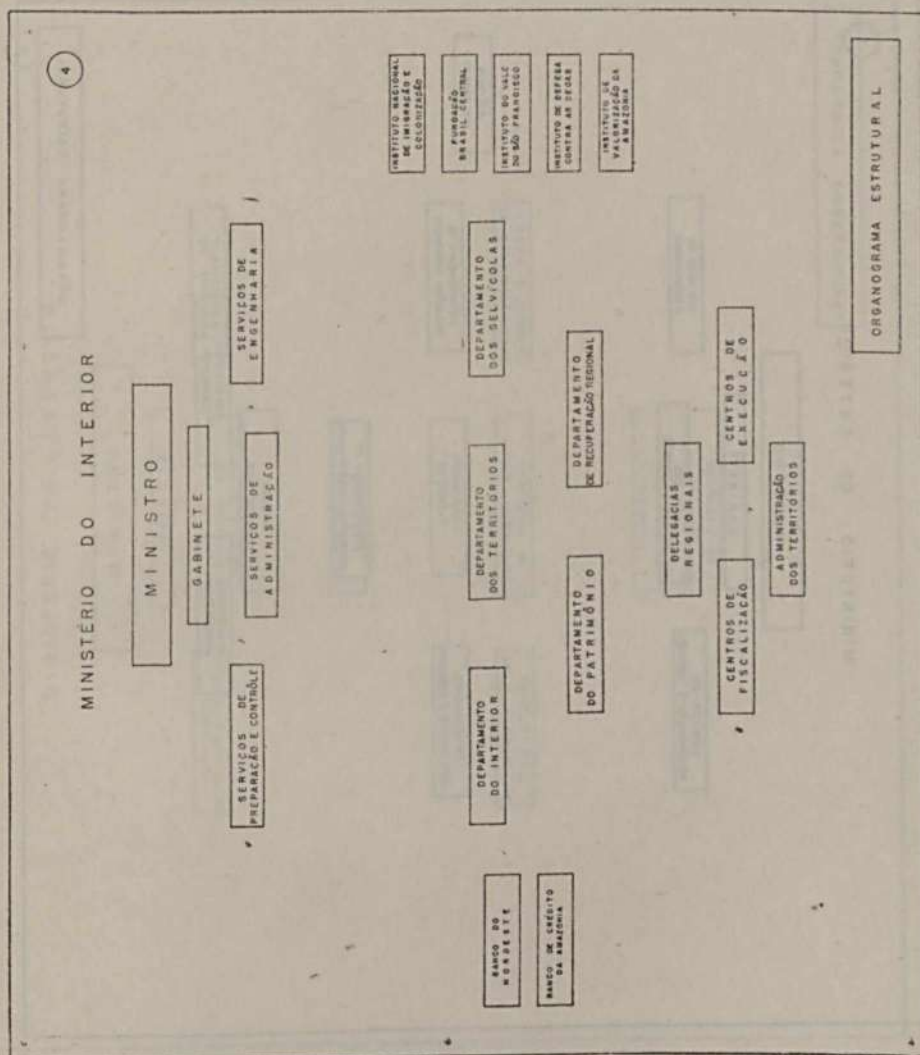 4
MINISTÉRIO DO INTERIOR
MINISTRO
GABINETE
SERVIÇOS DE
PREPARAÇÃO E CONTRÔLE
SERVIÇOS DE
ADMINISTRAÇÃO
SERVIÇOS DE
ENGENHARIA
INSTITUTO NACIONAL
DE IMIGRAÇÃO E
COLONIZAÇÃO
FUNDAÇÃO
BRASIL CENTRAL
INSTITUTO DO VALE
DO SÃO FRANCISCO
INSTITUTO DE DEFESA
CONTRA AS SECAS
INSTITUTO DE
VALORIZAÇÃO DA
AMAZONIA
BANCO DO
NORDESTE
BANCO DE CRÉDITO
DA AMAZONIA
DEPARTAMENTO
DO INTERIOR
DEPARTAMENTO
DOS TERRITÓRIOS
DEPARTAMENTO
DOS SELVÍCOLAS
DEPARTAMENTO
DO PATRIMÔNIO
DEPARTAMENTO
DE RECUPERAÇÃO REGIONAL
DELEGACIAS
REGIONAIS
CENTROS DE
FISCALIZAÇÃO
CENTROS DE
EXECUÇÃO
ADMINISTRAÇÃO
DOS TERRITÓRIOS
ORGANOGRAMA ESTRUTURAL